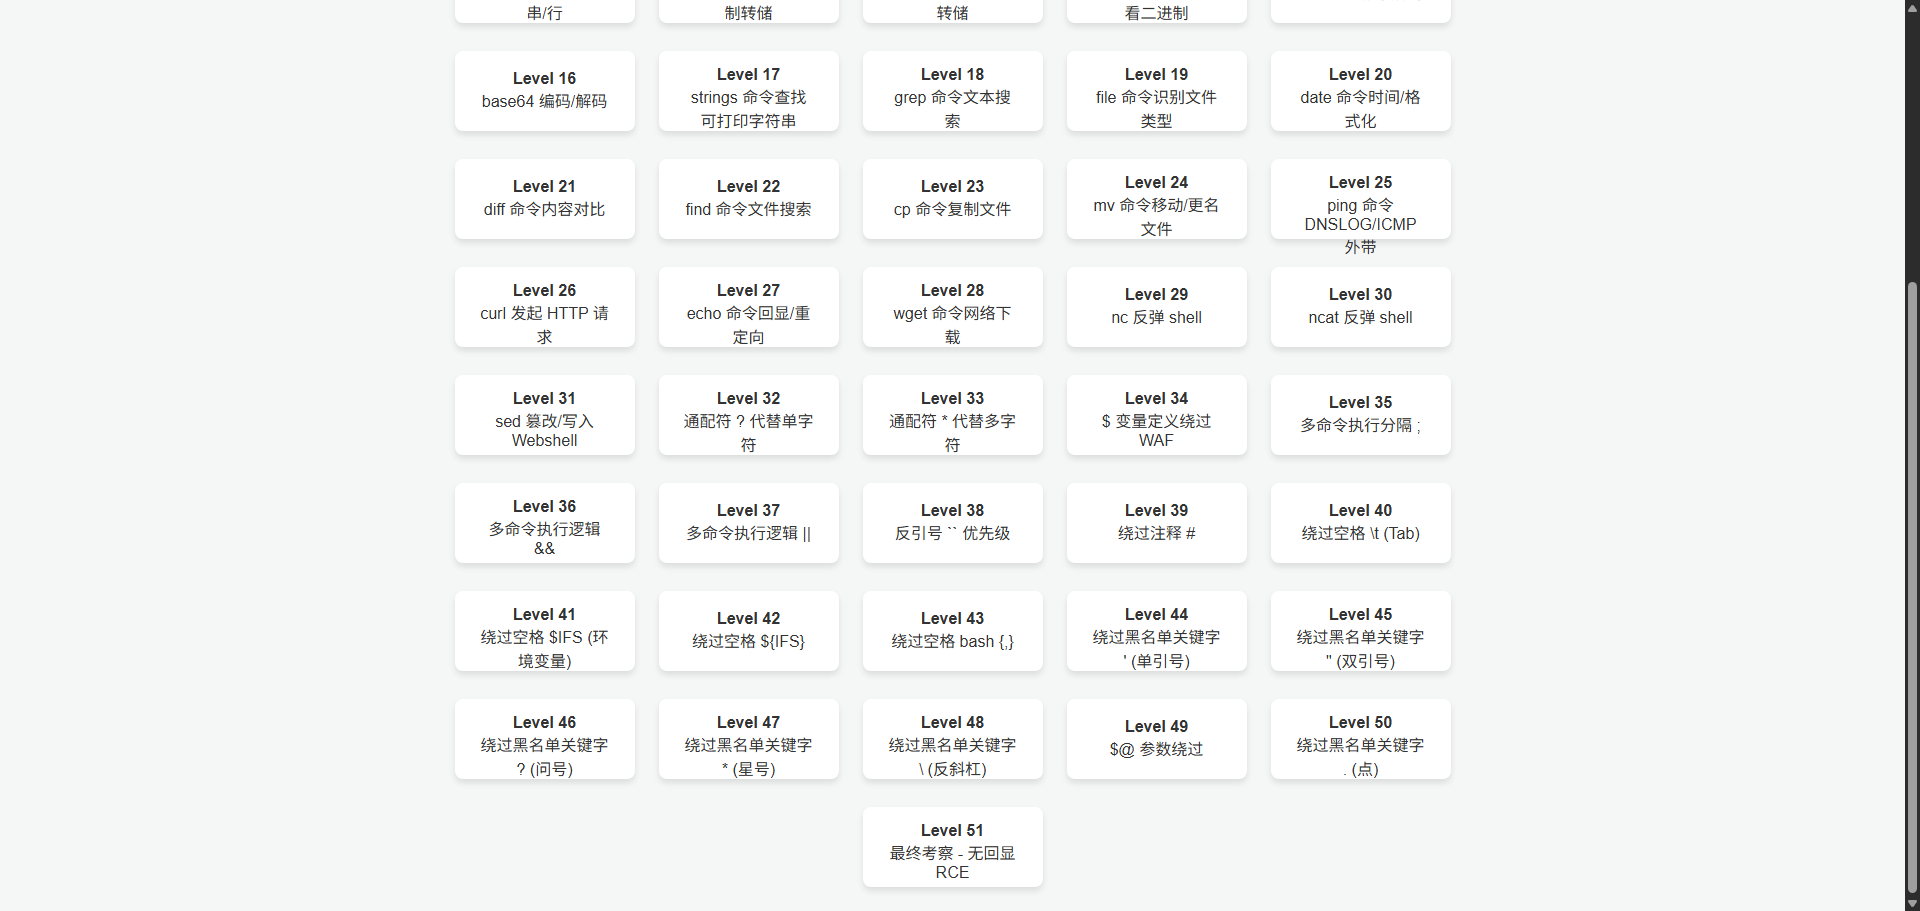 串/行
制转储
转储
看二进制
Level 16
base64 编码/解码
Level 17
strings 命令查找
可打印字符串
Level 18
grep 命令文本搜
索
Level 19
file 命令识别文件
类型
Level 20
date 命令时间/格
式化
Level 21
diff 命令内容对比
Level 22
find 命令文件搜索
Level 23
cp 命令复制文件
Level 24
mv 命令移动/更名
文件
Level 25
ping 命令
DNSLOG/ICMP
外带
Level 26
curl 发起 HTTP 请
求
Level 27
echo 命令回显/重
定向
Level 28
wget 命令网络下
载
Level 29
nc 反弹 shell
Level 30
ncat 反弹 shell
Level 31
sed 篡改/写入
Webshell
Level 32
通配符 ? 代替单字
符
Level 33
通配符 * 代替多字
符
Level 34
$ 变量定义绕过
WAF
Level 35
多命令执行分隔 ;
Level 36
多命令执行逻辑
&&
Level 37
多命令执行逻辑 ||
Level 38
反引号 `` 优先级
Level 39
绕过注释 #
Level 40
绕过空格 \t (Tab)
Level 41
绕过空格 $IFS (环
境变量)
Level 42
绕过空格 ${IFS}
Level 43
绕过空格 bash {,}
Level 44
绕过黑名单关键字
' (单引号)
Level 45
绕过黑名单关键字
" (双引号)
Level 46
绕过黑名单关键字
? (问号)
Level 47
绕过黑名单关键字
* (星号)
Level 48
绕过黑名单关键字
\ (反斜杠)
Level 49
$@ 参数绕过
Level 50
绕过黑名单关键字
. (点)
Level 51
最终考察 - 无回显
RCE